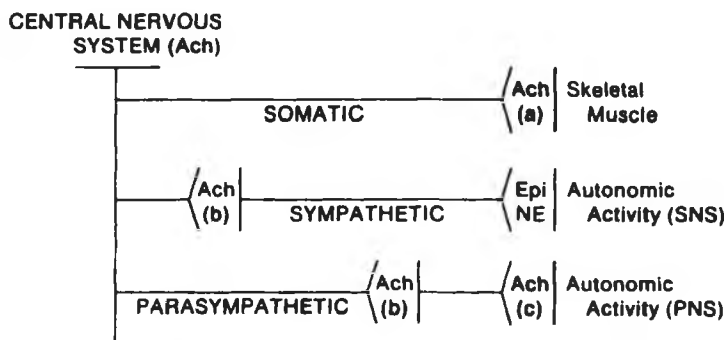 CENTRAL NERVOUS
SYSTEM (Ach)
SOMATIC
Ach
(a)
Skeletal
Muscle
Ach
(b)
SYMPATHETIC
Epi
NE
Autonomic
Activity (SNS)
PARASYMPATHETIC
Ach
(b)
Ach
(c)
Autonomic
Activity (PNS)